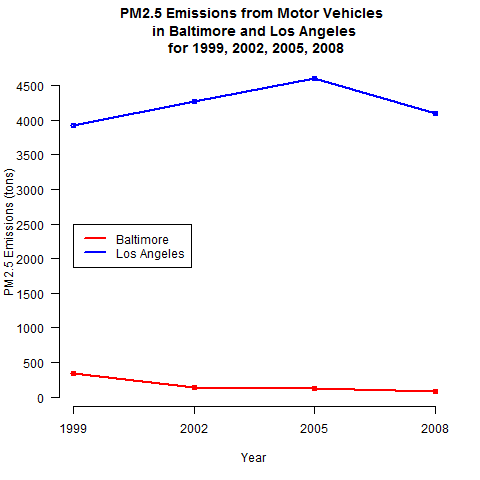 PM2.5 Emissions from Motor Vehicles
in Baltimore and Los Angeles
for 1999, 2002, 2005, 2008
PM2.5 Emissions (tons)
4500
4000
3500
3000
2500
2000
1500
1000
500
0
Baltimore
Los Angeles
1999 2002 2005 2008
Year